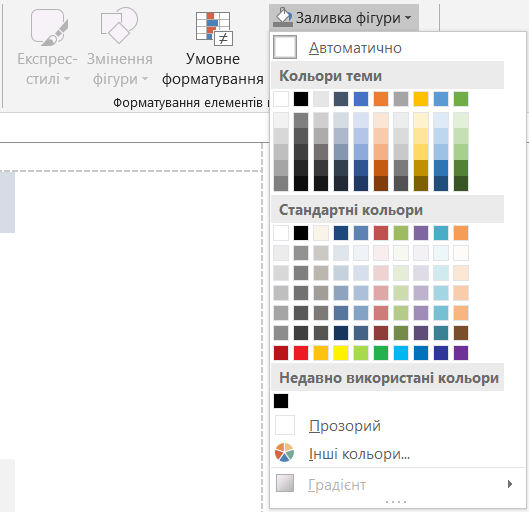 Заливка фігури
Експрес-
стилі
Змінення
фігури
Умовне
форматування
Форматування елементів
Автоматично
Кольори теми
Стандартні кольори
Недавно використані кольори
Прозорий
Інші кольори...
Градієнт